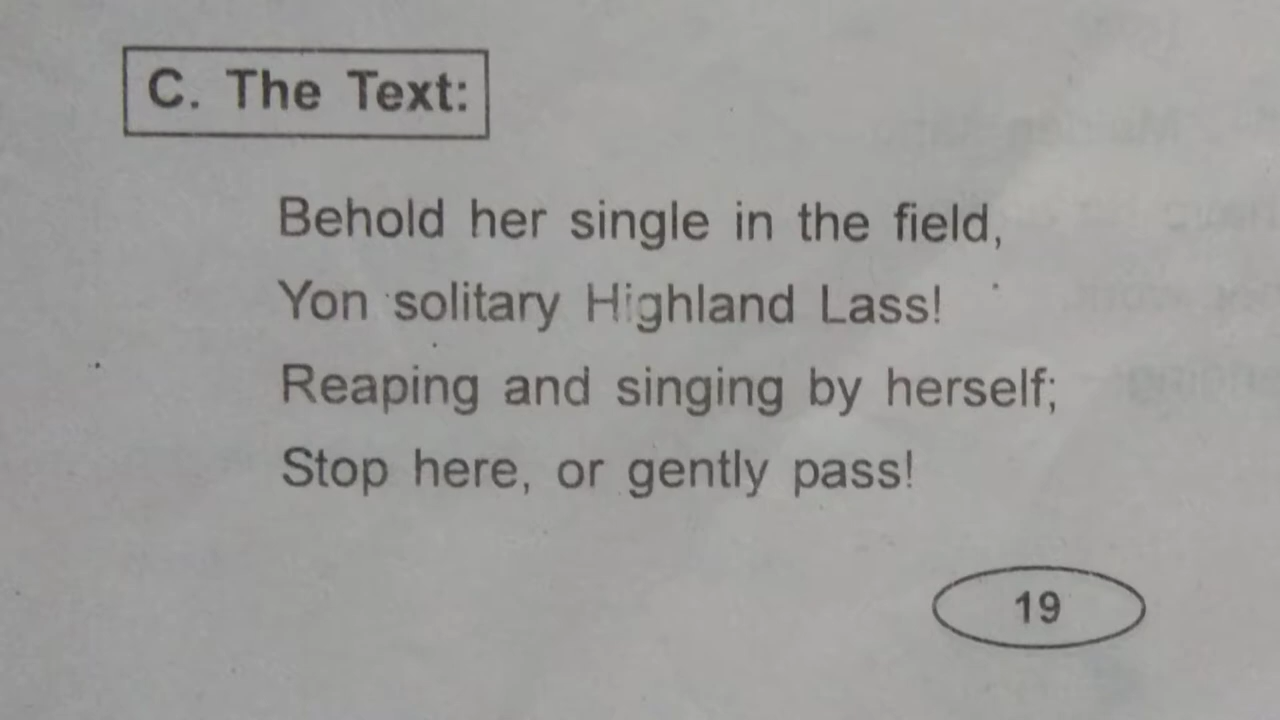 C. The Text:
Behold her single in the field,
Yon solitary Highland Lass!
Reaping and singing by herself;
Stop here, or gently pass!
19